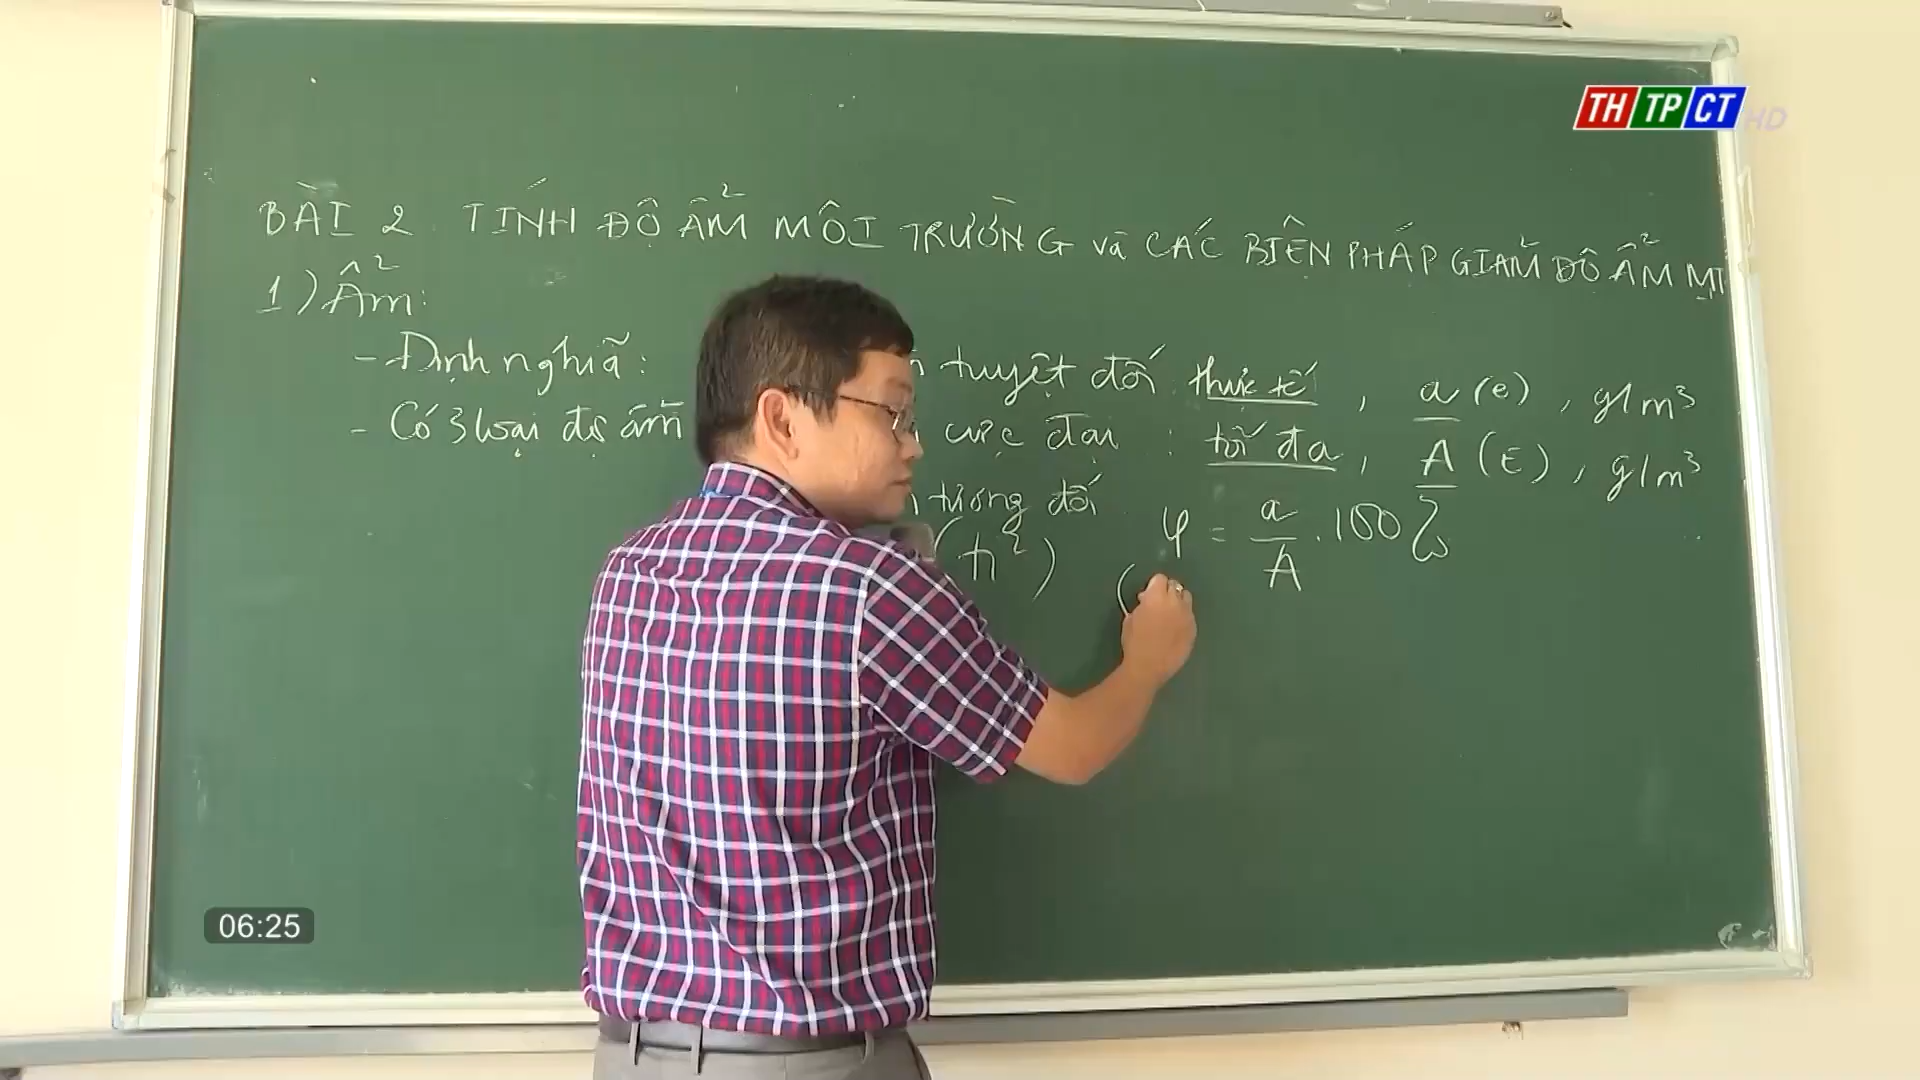 THTPCT HD
BÀI 2 TÍNH ĐỘ ẨM MÔI TRƯỜNG và CÁC BIỆN PHÁP GIẢM ĐỘ ẨM MT
1) Ẩm:
- Định nghĩa:
tuyệt đối : thực tế, a (e), g/m³
- Có 3 loại độ ẩm
cực đại : tối đa, A (E), g/m³
tương đối φ = a/A . 100%
06:25